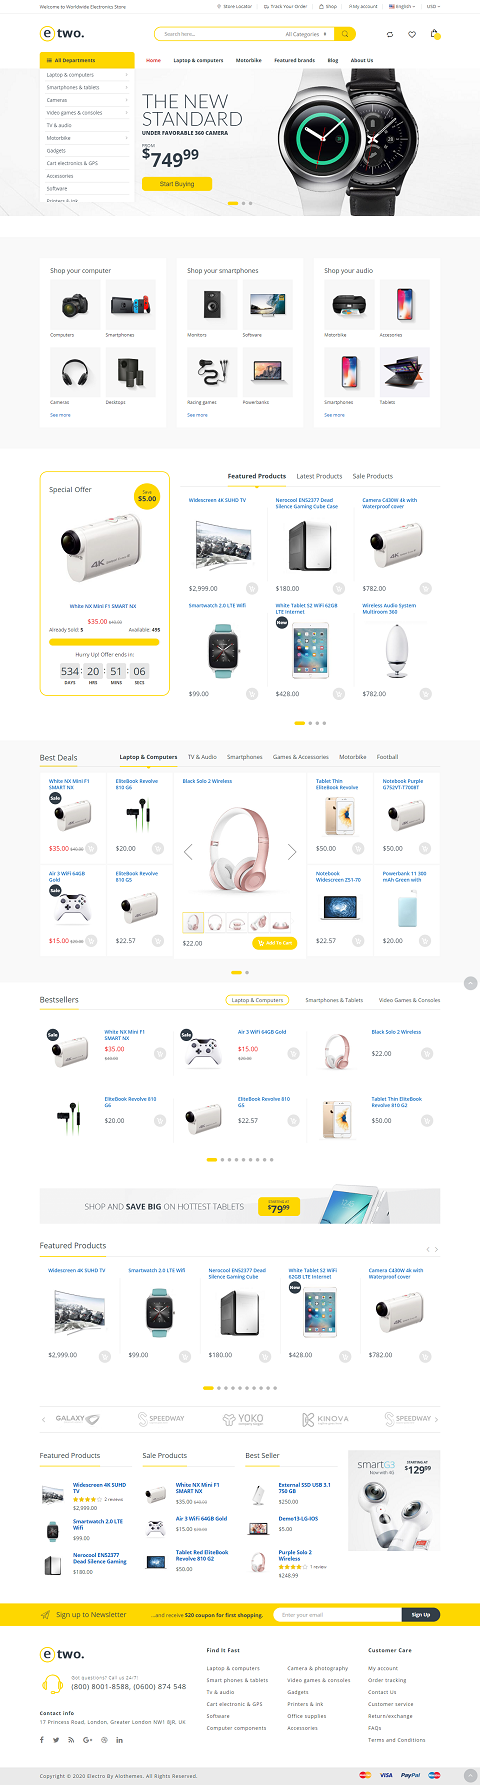 Welcome to Worldwide Electronics Store
Store Locator
Track Your Order
Shop
My account
English
USD
e two.
Search here...
All Categories
All Departments
Home
Laptop & computers
Motorbike
Featured brands
Blog
About Us
Laptop & computers
Smartphones & tablets
Cameras
Video games & consoles
TV & audio
Motorbike
Gadgets
Cart electronics & GPS
Accessories
Software
Printers & ink
THE NEW
STANDARD
UNDER FAVORABLE 360 CAMERA
FROM
$749.99
Start Buying
Shop your computer
Computers
Smartphones
Cameras
Desktops
See more
Shop your smartphones
Monitors
Software
Racing games
Powerbanks
See more
Shop your audio
Motorbike
Accesones
Smartphones
Tablets
See more
Special Offer
Save
$5.00
White NX Mini F1 SMART NX
$35.00 $40.00
Already Sold: 5
Available: 495
Hurry Up! Offer ends in:
534 : 20 : 51 : 06
DAYS HRS MINS SECS
Featured Products
Latest Products
Sale Products
Widescreen 4K SUHD TV
$2,999.00
Nerocool EN52377 Dead
Silence Gaming Cube Case
$180.00
Camera C430W 4k with
Waterproof cover
$782.00
Smartwatch 2.0 LTE Wifi
$99.00
White Tablet S2 WiFi 62GB
LTE Internet
New
$428.00
Wireless Audio System
Multiroom 360
$782.00
Best Deals
Laptop & Computers
TV & Audio
Smartphones
Games & Accessories
Motorbike
Football
White NX Mini F1
SMART NX
Sale
$35.00 $40.00
EliteBook Revolve
810 G6
$20.00
Air 3 WiFi 64GB
Gold
Sale
$15.00 $20.00
EliteBook Revolve
810 G5
$22.57
Black Solo 2 Wireless
$22.00
Add To Cart
Tablet Thin
EliteBook Revolve
$50.00
Notebook Purple
G752VT-T7008T
$50.00
Notebook
Widescreen Z51-70
$22.57
Powerbank 11 300
mAh Green with
$20.00
Bestsellers
Laptop & Computers
Smartphones & Tablets
Video Games & Consoles
Sale
White NX Mini F1
SMART NX
$35.00
$40.00
Sale
Air 3 WiFi 64GB Gold
$15.00
$20.00
Black Solo 2 Wireless
$22.00
EliteBook Revolve 810
G6
$20.00
EliteBook Revolve 810
G5
$22.57
Tablet Thin EliteBook
Revolve 810 G2
$50.00
SHOP AND SAVE BIG ON HOTTEST TABLETS
STARTING AT
$79.99
Featured Products
Widescreen 4K SUHD TV
$2,999.00
Smartwatch 2.0 LTE Wifi
$99.00
Nerocool EN52377 Dead
Silence Gaming Cube
$180.00
White Tablet S2 WiFi
62GB LTE Internet
New
$428.00
Camera C430W 4k with
Waterproof cover
$782.00
GALAXY
SPEEDWAY
YOKO
KINOVA
SPEEDWAY
Featured Products
Widescreen 4K SUHD
TV
2 reviews
$2,999.00
Smartwatch 2.0 LTE
Wifi
$99.00
Nerocool EN52377
Dead Silence Gaming
$180.00
Sale Products
White NX Mini F1
SMART NX
$35.00 $40.00
Air 3 WiFi 64GB Gold
$15.00 $20.00
Tablet Red EliteBook
Revolve 810 G2
$50.00
Best Seller
External SSD USB 3.1
750 GB
$250.00
Demo13-LG-IOS
$5.00
Purple Solo 2
Wireless
1 review
$248.99
smartG3
Now with 4G
STARTING AT
$129.99
Sign up to Newsletter
...and receive $20 coupon for first shopping.
Enter your email
Sign Up
e two.
Got questions? Call us 24/7!
(800) 8001-8588, (0600) 874 548
Contact info
17 Princess Road, London, Greater London NW1 8JR, UK
Find It Fast
Laptop & computers
Smart phones & tablets
Tv & audio
Cart electronic & GPS
Software
Computer components
Camera & photography
Video games & consoles
Gadgets
Printers & ink
Office supplies
Accessories
Customer Care
My account
Order tracking
Contact Us
Customer service
Return/exchange
FAQs
Terms and Conditions
Copyright © 2020 Electro By Alothemes. All Rights Reserved.
VISA
PayPal